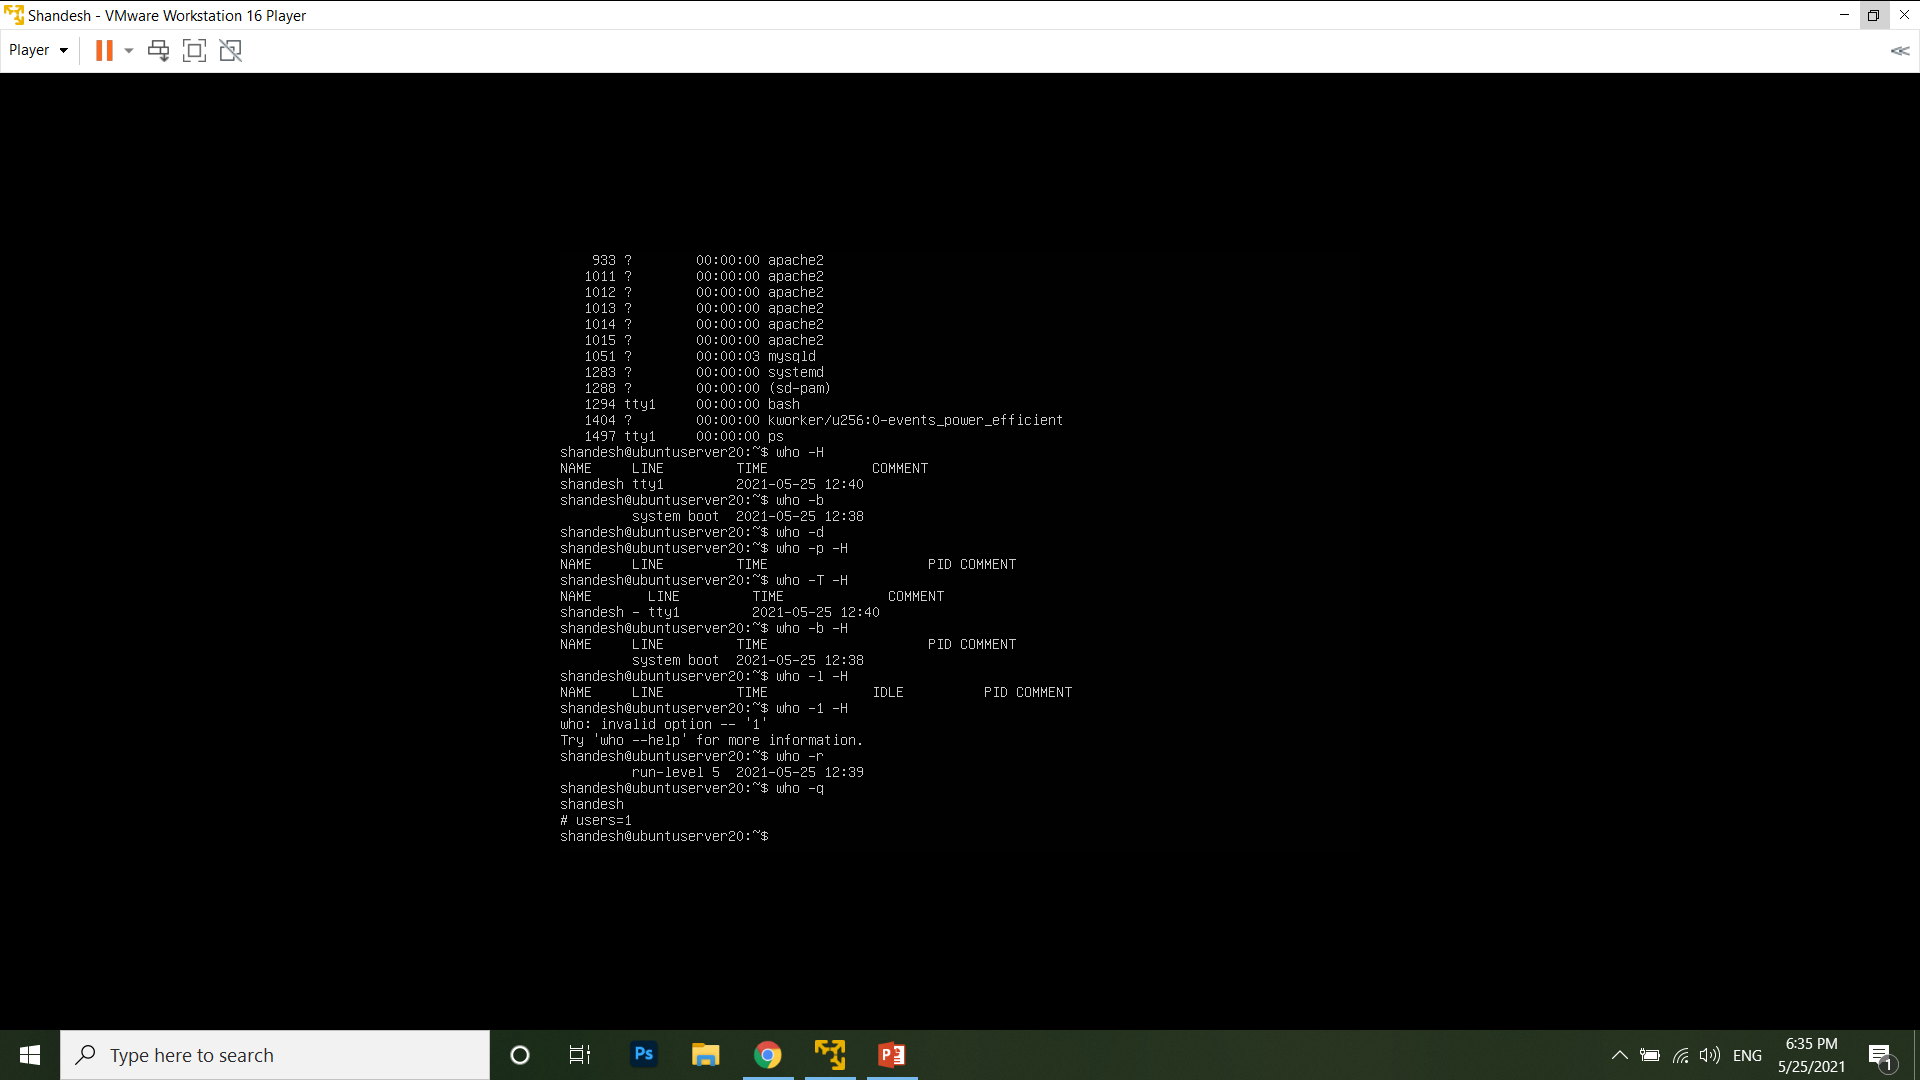 Shandesh - VMware Workstation 16 Player
Player
933 ?        00:00:00 apache2
1011 ?        00:00:00 apache2
1012 ?        00:00:00 apache2
1013 ?        00:00:00 apache2
1014 ?        00:00:00 apache2
1015 ?        00:00:00 apache2
1051 ?        00:00:03 mysqld
1283 ?        00:00:00 systemd
1288 ?        00:00:00 (sd-pam)
1294 tty1     00:00:00 bash
1404 ?        00:00:00 kworker/u256:0-events_power_efficient
1497 tty1     00:00:00 ps
shandesh@ubuntuserver20:~$ who -H
NAME     LINE         TIME             COMMENT
shandesh tty1         2021-05-25 12:40
shandesh@ubuntuserver20:~$ who -b
         system boot  2021-05-25 12:38
shandesh@ubuntuserver20:~$ who -d
shandesh@ubuntuserver20:~$ who -p -H
NAME     LINE         TIME                    PID COMMENT
shandesh@ubuntuserver20:~$ who -T -H
NAME       LINE         TIME             COMMENT
shandesh - tty1         2021-05-25 12:40
shandesh@ubuntuserver20:~$ who -b -H
NAME     LINE         TIME                    PID COMMENT
         system boot  2021-05-25 12:38
shandesh@ubuntuserver20:~$ who -l -H
NAME     LINE         TIME             IDLE          PID COMMENT
shandesh@ubuntuserver20:~$ who -1 -H
who: invalid option -- '1'
Try 'who --help' for more information.
shandesh@ubuntuserver20:~$ who -r
         run-level 5  2021-05-25 12:39
shandesh@ubuntuserver20:~$ who -q
shandesh
# users=1
shandesh@ubuntuserver20:~$
Type here to search
Ps
P
ENG
6:35 PM
5/25/2021
1